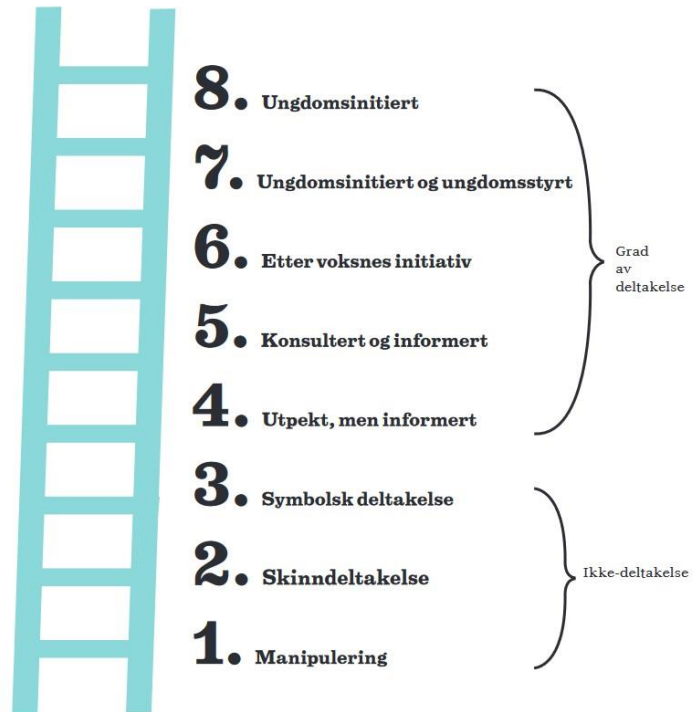 8. Ungdomsinitiert
7. Ungdomsinitiert og ungdomsstyrt
6. Etter voksnes initiativ
5. Konsultert og informert
4. Utpekt, men informert
Grad
av
deltakelse
3. Symbolsk deltakelse
2. Skinndeltakelse
1. Manipulering
Ikke-deltakelse